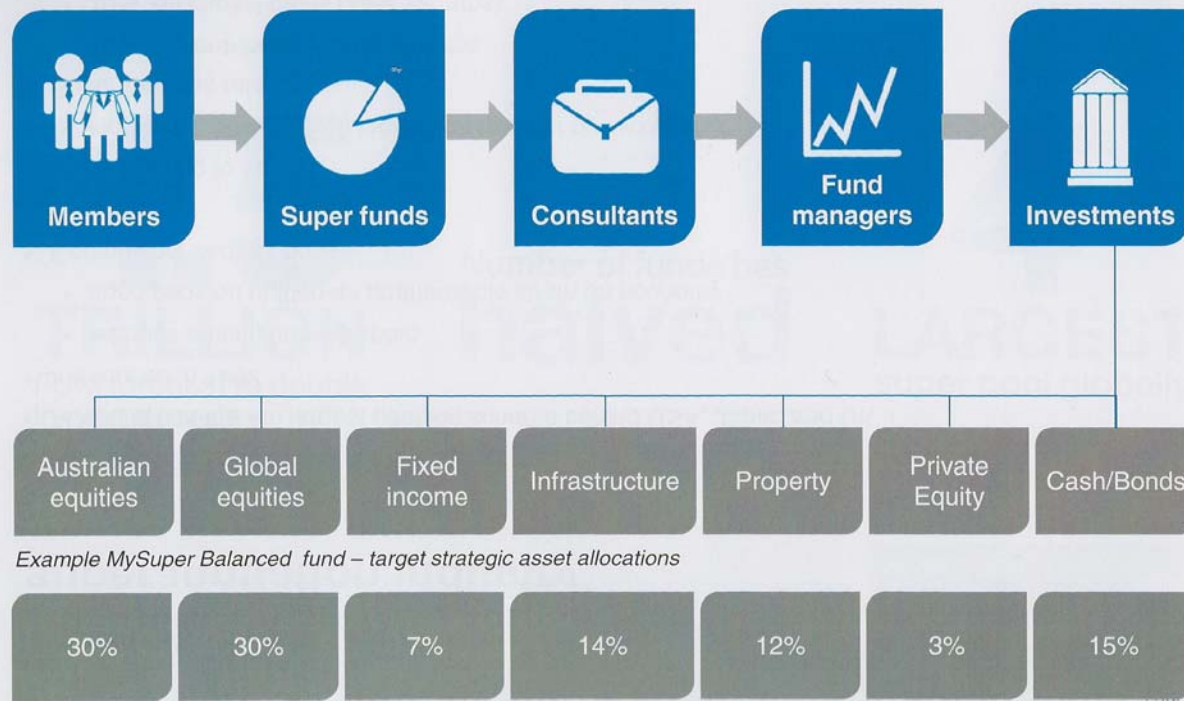 Members
Super funds
Consultants
Fund
managers
Investments
Australian
equities
Global
equities
Fixed
income
Infrastructure
Property
Private
Equity
Cash/Bonds
Example MySuper Balanced fund – target strategic asset allocations
30%
30%
7%
14%
12%
3%
15%